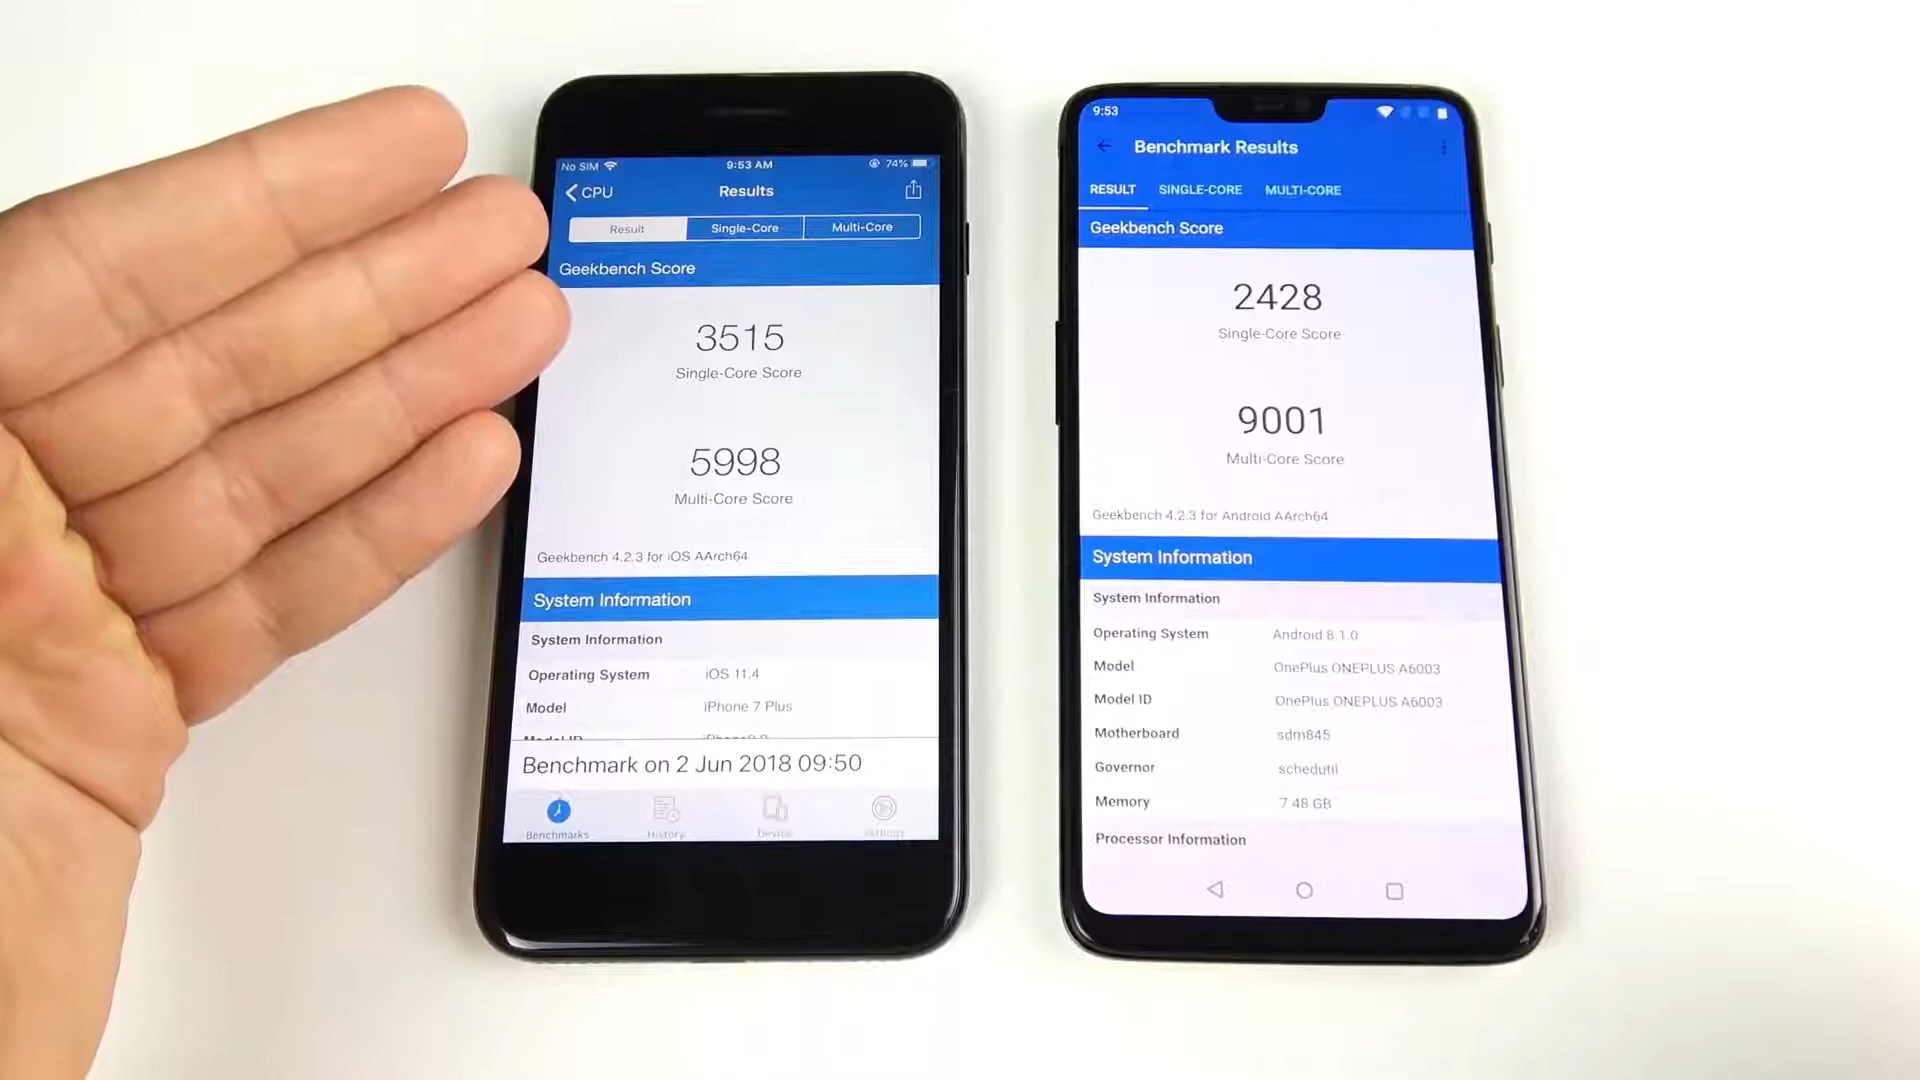 No SIM 9:53 AM 74%
CPU Results
Result Single-Core Multi-Core
Geekbench Score
3515
Single-Core Score
5998
Multi-Core Score
Geekbench 4.2.3 for iOS AArch64
System Information
System Information
Operating System iOS 11.4
Model iPhone 7 Plus
Model ID
Benchmark on 2 Jun 2018 09:50
Benchmarks History Device Settings
9:53
Benchmark Results
RESULT SINGLE-CORE MULTI-CORE
Geekbench Score
2428
Single-Core Score
9001
Multi-Core Score
Geekbench 4.2.3 for Android AArch64
System Information
System Information
Operating System Android 8.1.0
Model OnePlus ONEPLUS A6003
Model ID OnePlus ONEPLUS A6003
Motherboard sdm845
Governor schedutil
Memory 7.48 GB
Processor Information